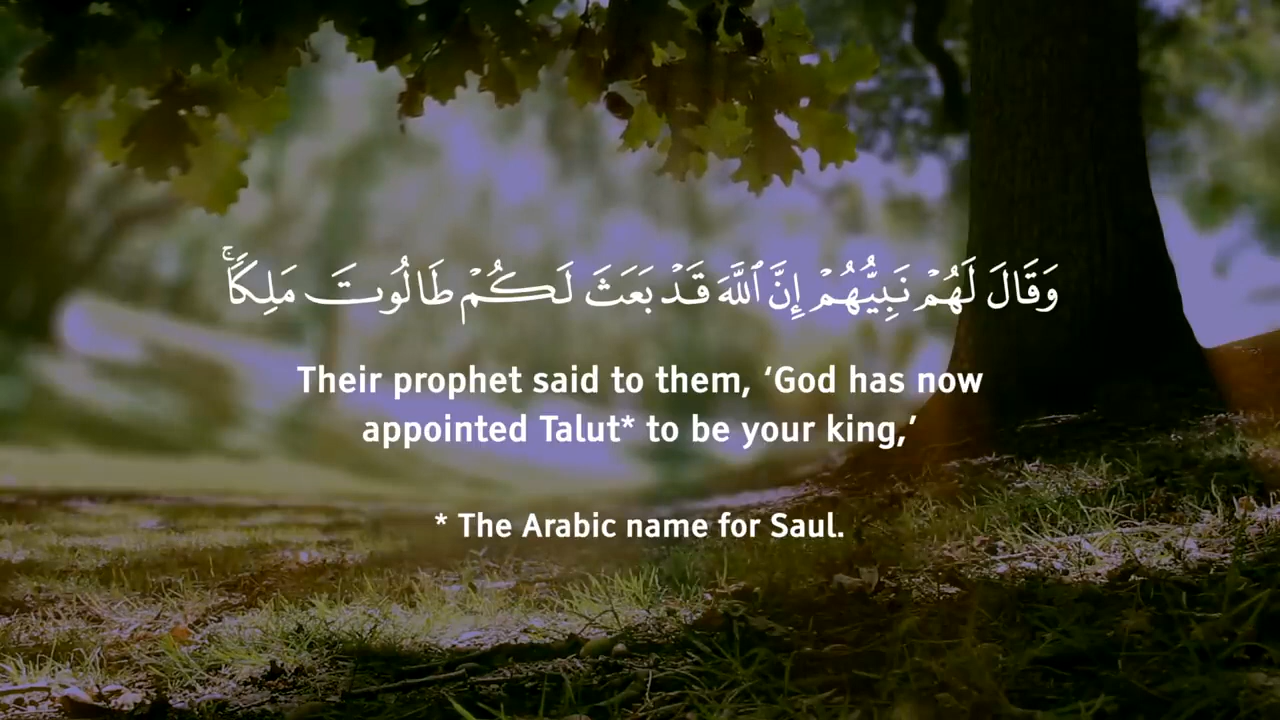 وَقَالَ لَهُمْ نَبِيُّهُمْ إِنَّ ٱللَّهَ قَدْ بَعَثَ لَكُمْ طَالُوتَ مَلِكًاۚ
Their prophet said to them, ‘God has now
appointed Talut* to be your king,’
* The Arabic name for Saul.